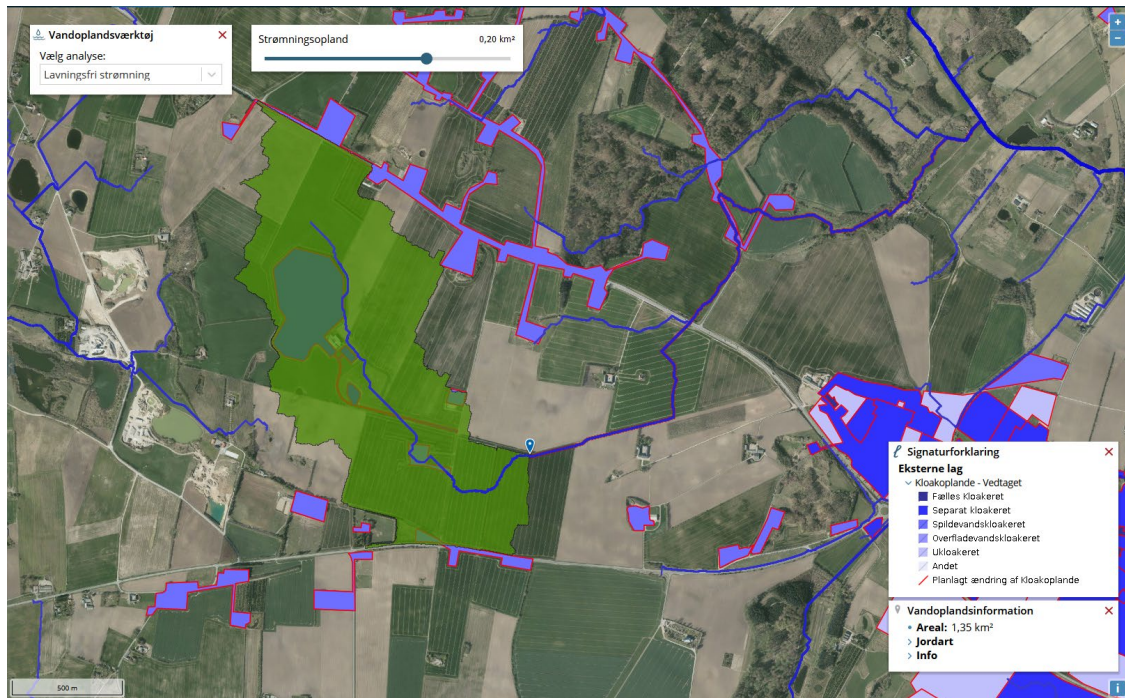 Vandoplandsværktøj
Vælg analyse:
Lavningsfri strømning
Strømningsopland 0,20 km²
+
−
Signaturforklaring
Eksterne lag
Kloakoplande - Vedtaget
Fælles Kloakeret
Separat kloakeret
Spildevandskloakeret
Overfladevandskloakeret
Ukloakeret
Andet
Planlagt ændring af Kloakoplande
Vandoplandsinformation
Areal: 1,35 km²
Jordart
Info
500 m
i